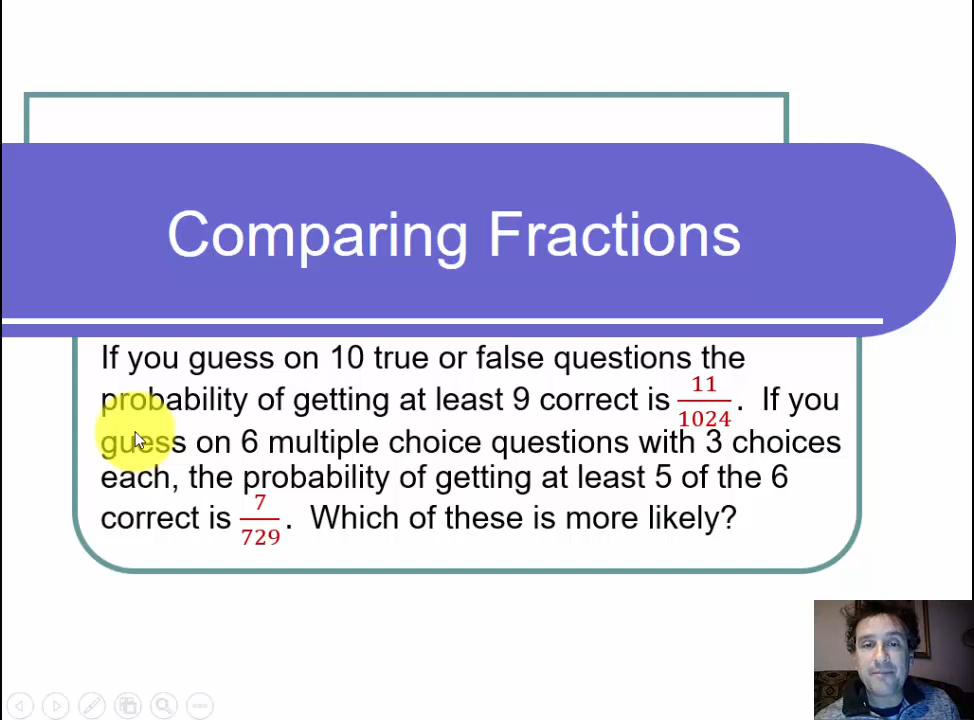 Comparing Fractions
If you guess on 10 true or false questions the
probability of getting at least 9 correct is 11/1024. If you
guess on 6 multiple choice questions with 3 choices
each, the probability of getting at least 5 of the 6
correct is 7/729. Which of these is more likely?